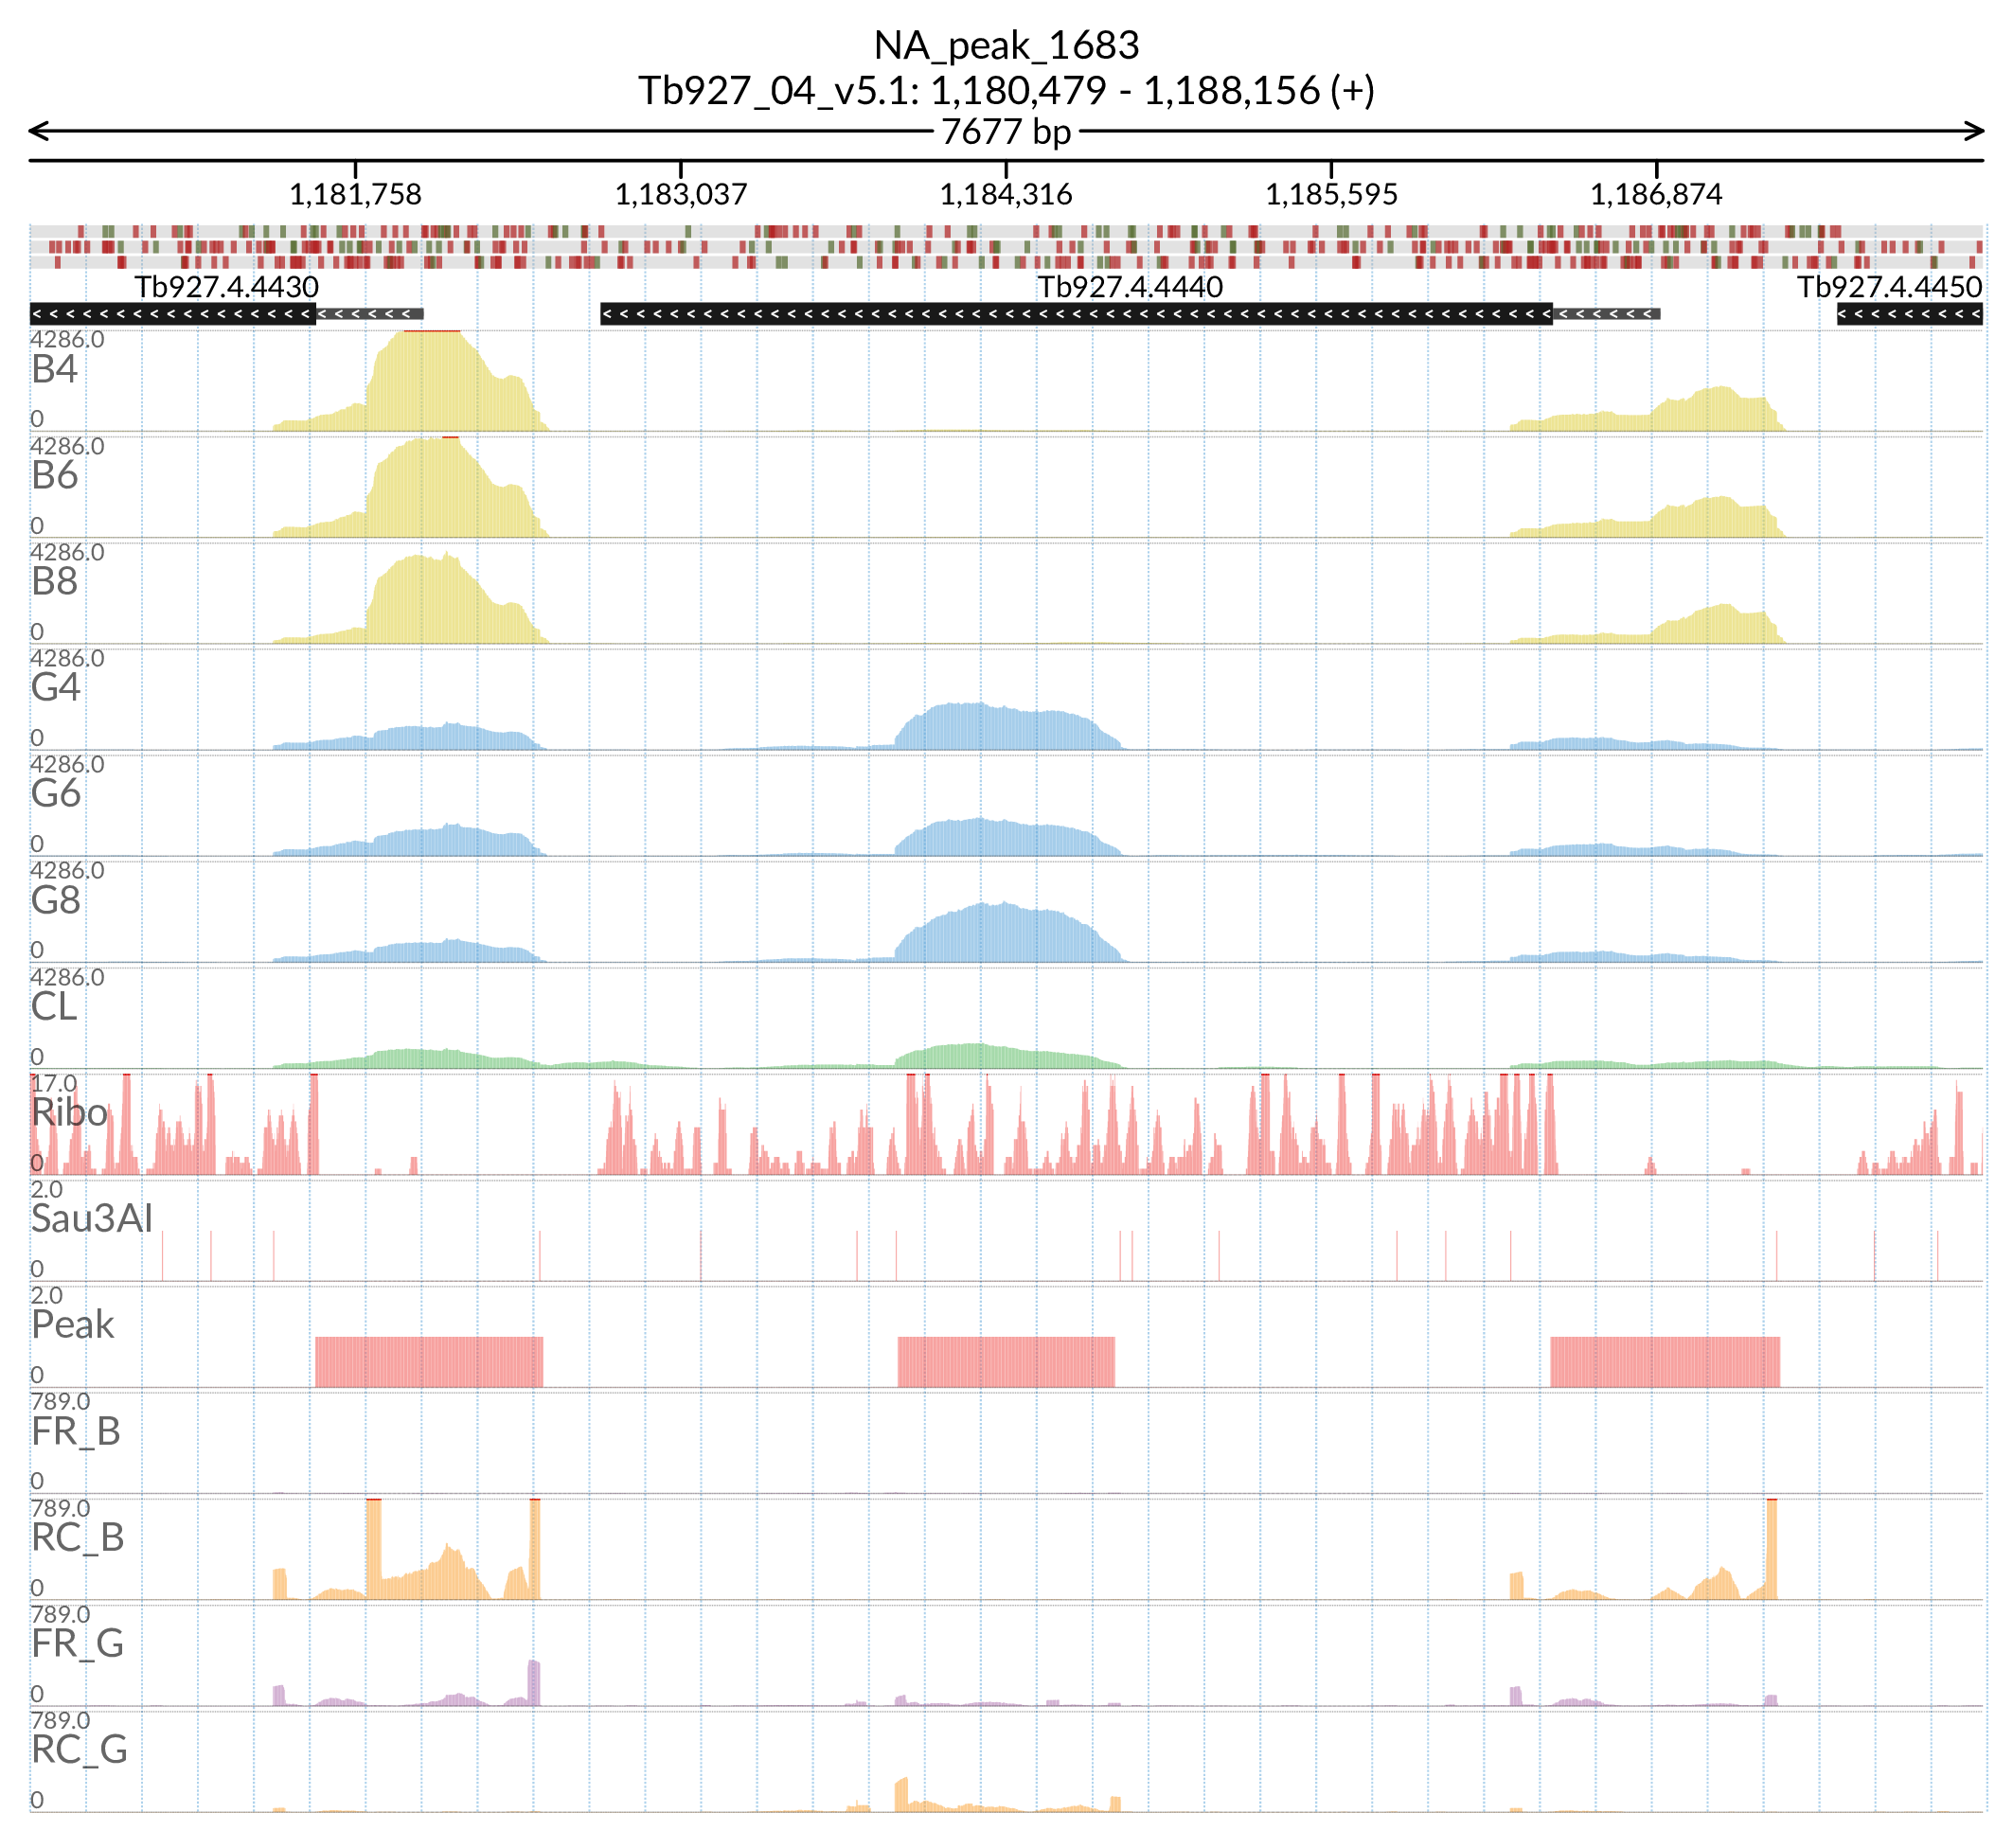 NA_peak_1683
Tb927_04_v5.1: 1,180,479 - 1,188,156 (+)
7677 bp
1,181,758 1,183,037 1,184,316 1,185,595 1,186,874
Tb927.4.4430 Tb927.4.4440 Tb927.4.4450
4286.0
B4
0
4286.0
B6
0
4286.0
B8
0
4286.0
G4
0
4286.0
G6
0
4286.0
G8
0
4286.0
CL
0
17.0
Ribo
0
2.0
Sau3AI
0
2.0
Peak
0
789.0
FR_B
0
789.0
RC_B
0
789.0
FR_G
0
789.0
RC_G
0